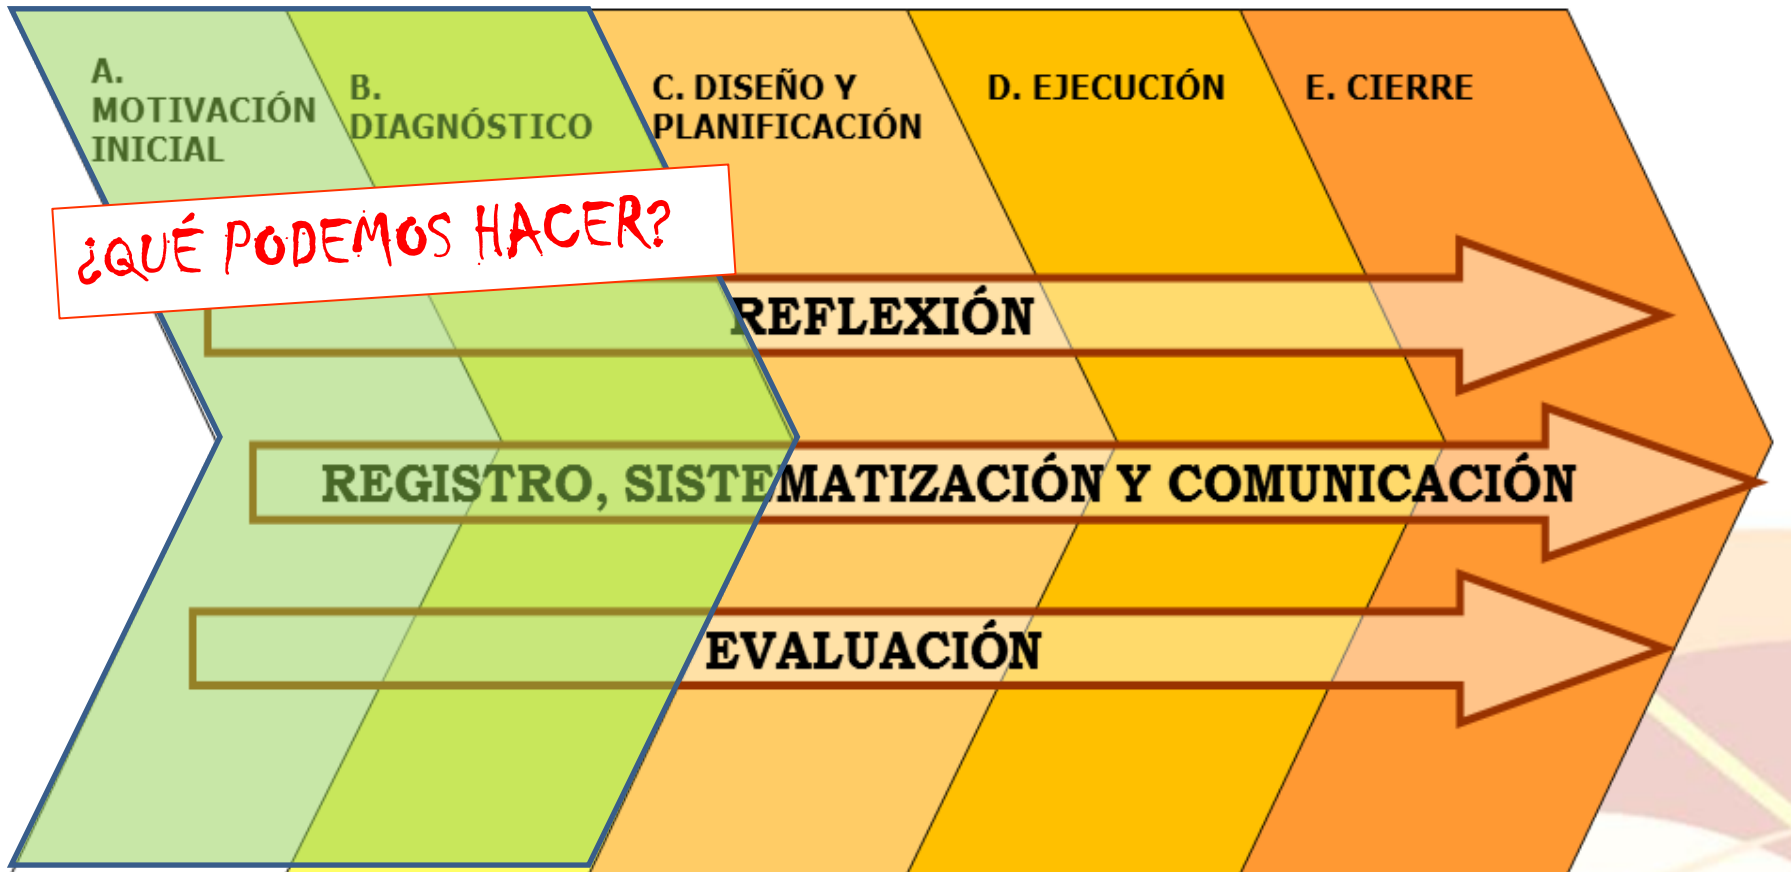 A.
MOTIVACIÓN
INICIAL
B.
DIAGNÓSTICO
C. DISEÑO Y
PLANIFICACIÓN
D. EJECUCIÓN
E. CIERRE
¿QUÉ PODEMOS HACER?
REFLEXIÓN
REGISTRO, SISTEMATIZACIÓN Y COMUNICACIÓN
EVALUACIÓN